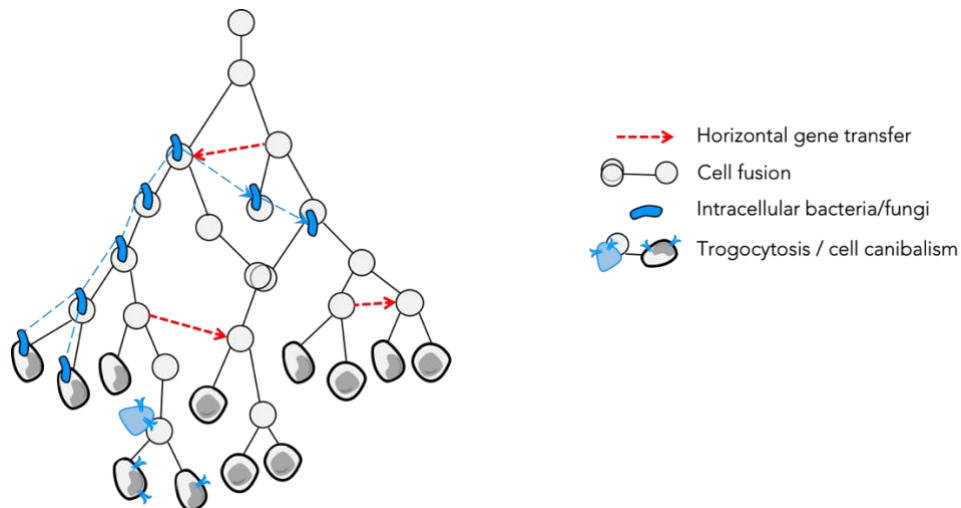 Horizontal gene transfer
Cell fusion
Intracellular bacteria/fungi
Trogocytosis / cell canibalism